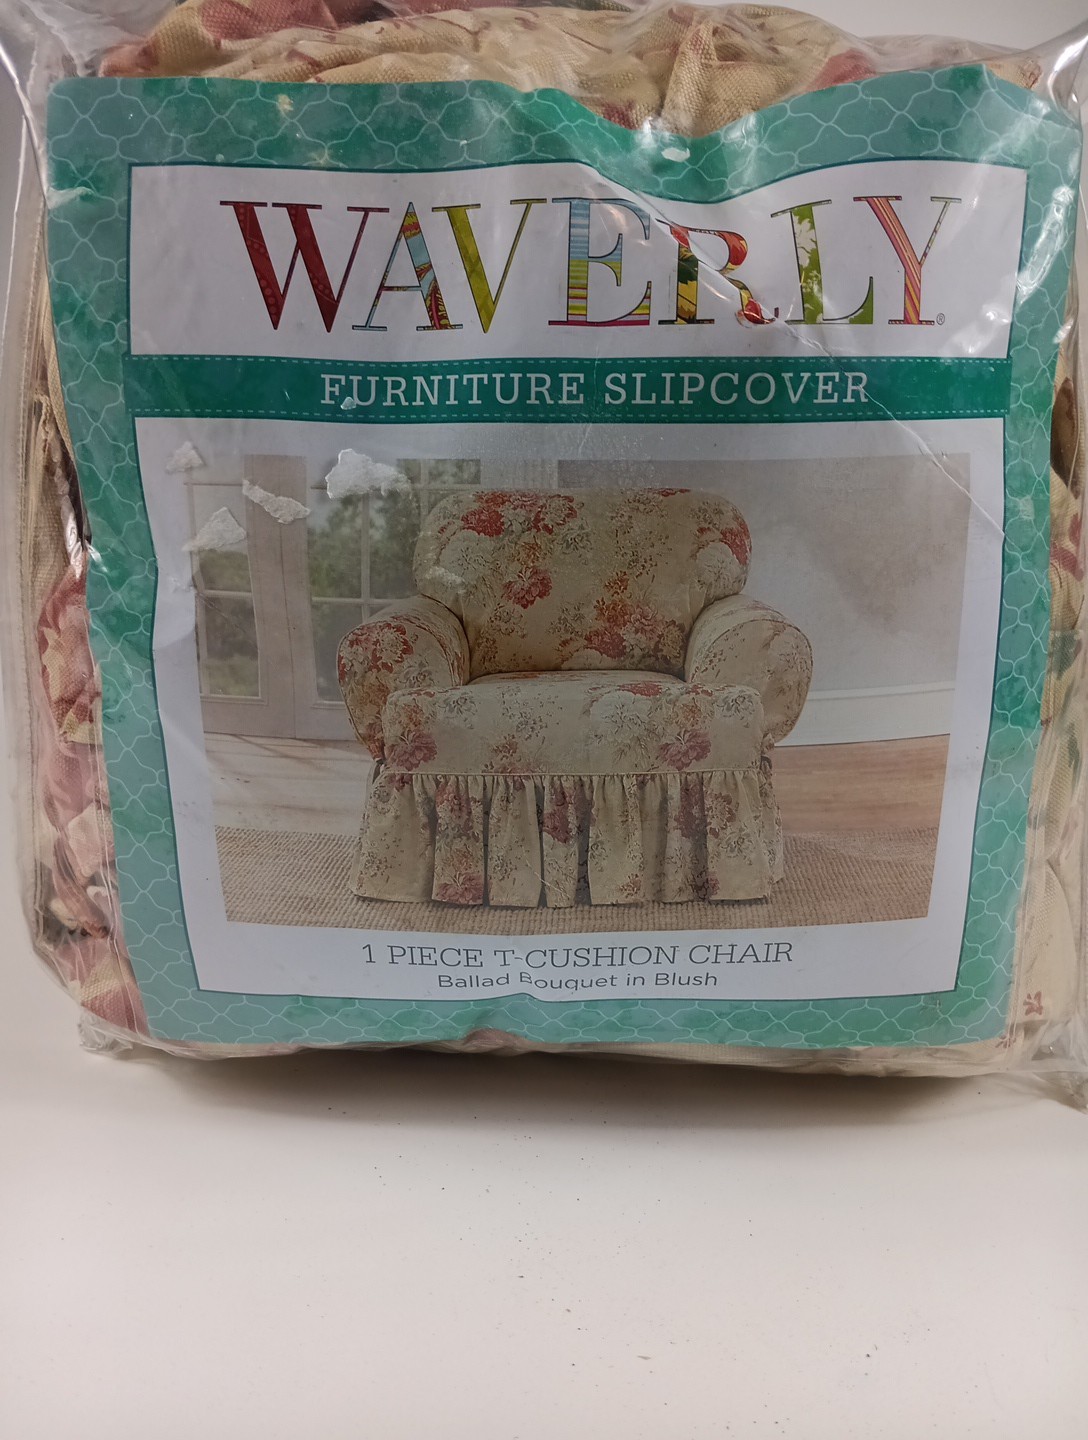 WAVERLY®
FURNITURE SLIPCOVER
1 PIECE T-CUSHION CHAIR
Ballad Bouquet in Blush